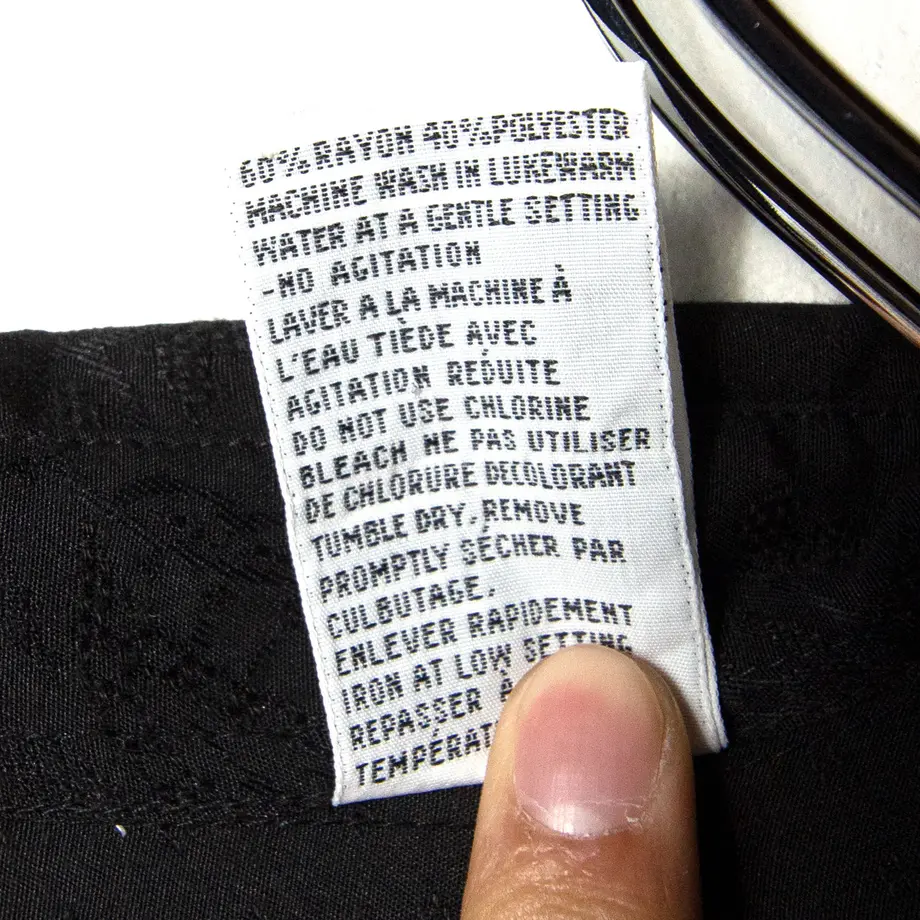 60% RAYON 40%POLYESTER
MACHINE WASH IN LUKEWARM
WATER AT A GENTLE SETTING
-NO AGITATION
LAVER A LA MACHINE À
L'EAU TIÈDE AVEC
AGITATION REDUITE
DO NOT USE CHLORINE
BLEACH NE PAS UTILISER
DE CHLORURE DECOLORANT
TUMBLE DRY, REMOVE
PROMPTLY SÉCHER PAR
CULBUTAGE,
ENLEVER RAPIDEMENT
IRON AT LOW SETTING
REPASSER À